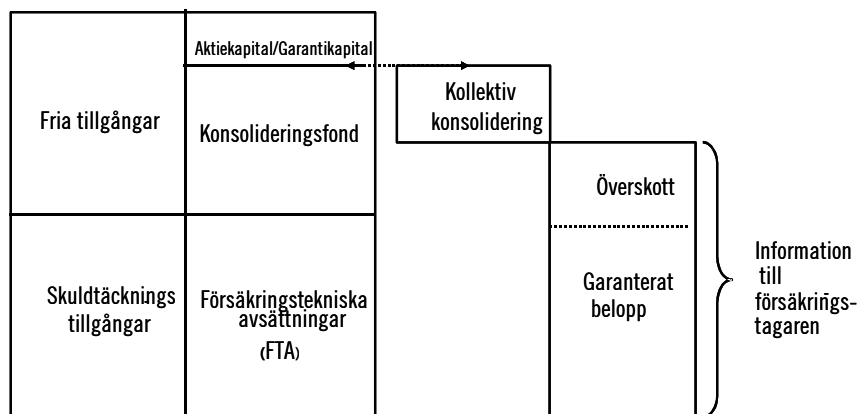 Aktiekapital/Garantikapital
Fria tillgångar
Konsolideringsfond
Kollektiv
konsolidering
Överskott
Skuldtäcknings
tillgångar
Försäkringstekniska
avsättningar
(FTA)
Garanterat
belopp
Information
till
försäkrings-
tagaren